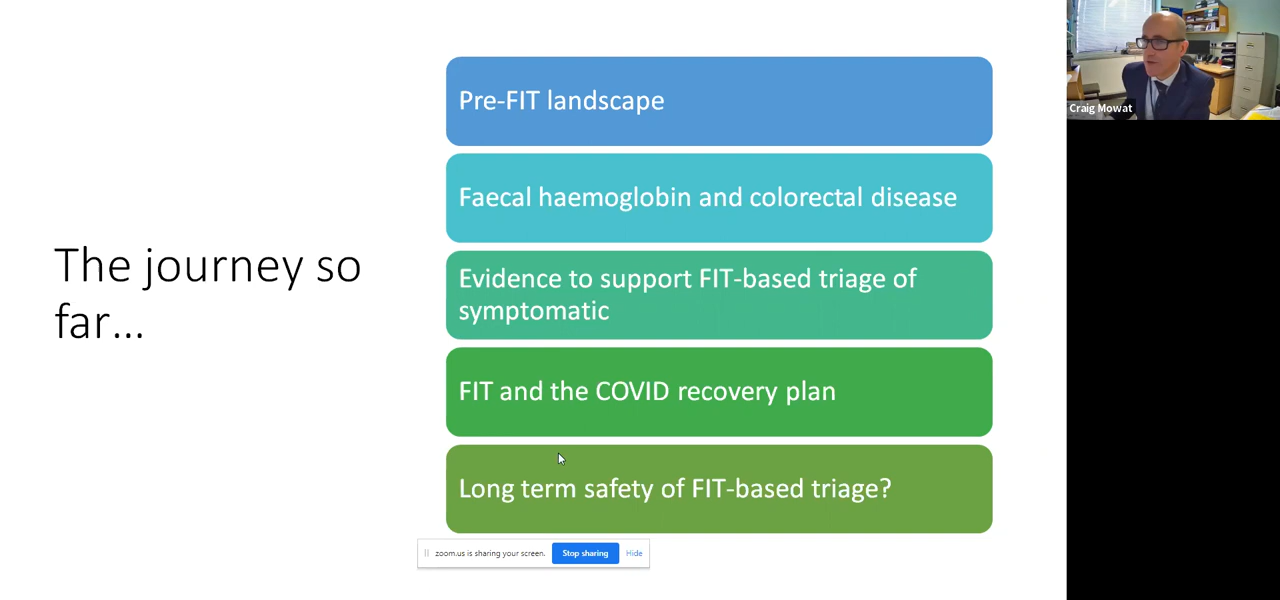 The journey so
far...
Pre-FIT landscape
Faecal haemoglobin and colorectal disease
Evidence to support FIT-based triage of
symptomatic
FIT and the COVID recovery plan
Long term safety of FIT-based triage?
zoom.us is sharing your screen. Stop sharing Hide
Craig Mowat